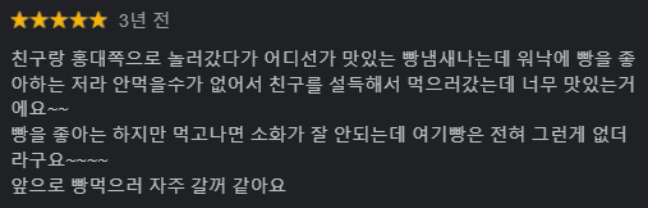 ★★★★★ 3년 전
친구랑 홍대쪽으로 놀러갔다가 어디선가 맛있는 빵냄새나는데 워낙에 빵을 좋
아하는 저라 안먹을수가 없어서 친구를 설득해서 먹으러갔는데 너무 맛있는거
에요~~
빵을 좋아는 하지만 먹고나면 소화가 잘 안되는데 여기빵은 전혀 그런게 없더
라구요~~~~
앞으로 빵먹으러 자주 갈꺼 같아요